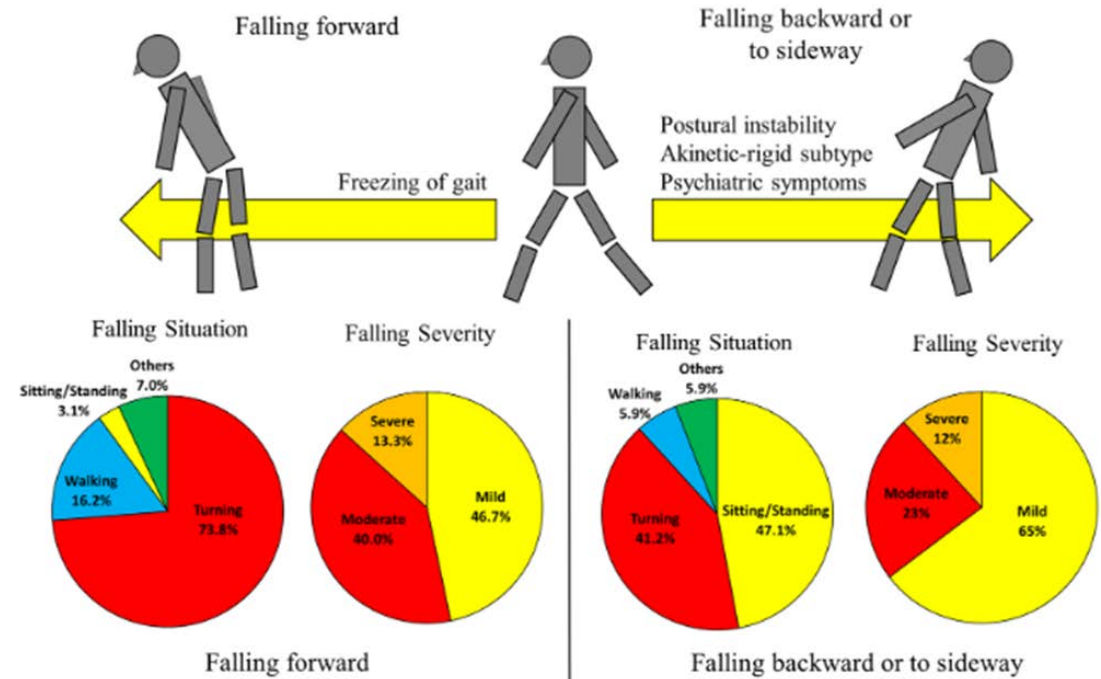 Falling forward
Falling backward or
to sideway
Freezing of gait
Postural instability
Akinetic-rigid subtype
Psychiatric symptoms
Falling Situation
Others
7.0%
Sitting/Standing
3.1%
Walking
16.2%
Turning
73.8%
Falling Severity
Severe
13.3%
Moderate
40.0%
Mild
46.7%
Falling forward
Falling Situation
Others
5.9%
Walking
5.9%
Turning
41.2%
Sitting/Standing
47.1%
Falling Severity
Severe
12%
Moderate
23%
Mild
65%
Falling backward or to sideway